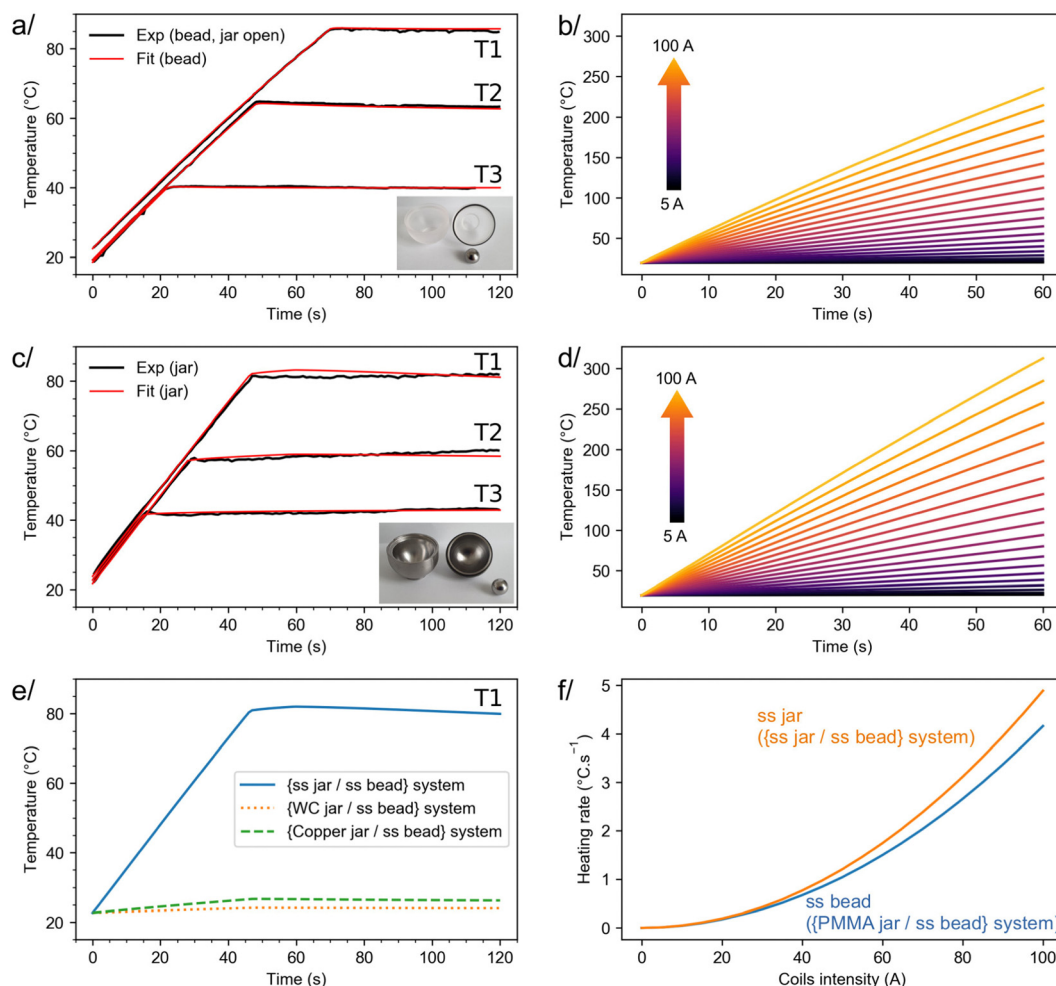 a/
Exp (bead, jar open)
Fit (bead)
T1
T2
T3
Temperature (°C)
80
60
40
20
0
20
40
60
80
100
120
Time (s)
b/
100 A
5 A
Temperature (°C)
300
250
200
150
100
50
0
10
20
30
40
50
60
Time (s)
c/
Exp (jar)
Fit (jar)
T1
T2
T3
Temperature (°C)
80
60
40
20
0
20
40
60
80
100
120
Time (s)
d/
100 A
5 A
Temperature (°C)
300
250
200
150
100
50
0
10
20
30
40
50
60
Time (s)
e/
T1
{ss jar / ss bead} system
{WC jar / ss bead} system
{Copper jar / ss bead} system
Temperature (°C)
80
60
40
20
0
20
40
60
80
100
120
Time (s)
f/
ss jar
({ss jar / ss bead} system)
ss bead
({PMMA jar / ss bead} system)
Heating rate (°C.s⁻¹)
5
4
3
2
1
0
0
20
40
60
80
100
Coils intensity (A)